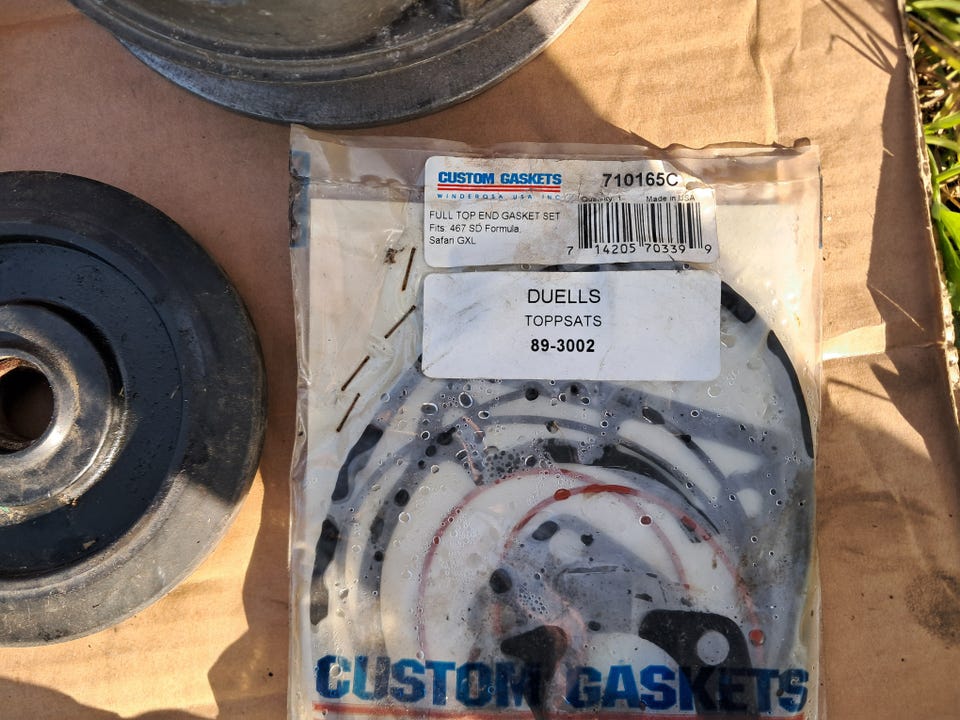 CUSTOM GASKETS
WINDEROSA USA INC
710165C
Quantity: 1 Made in USA
FULL TOP END GASKET SET
Fits: 467 SD Formula,
Safari GXL
7 14205 70339 9
DUELLS
TOPPSATS
89-3002
CUSTOM GASKETS